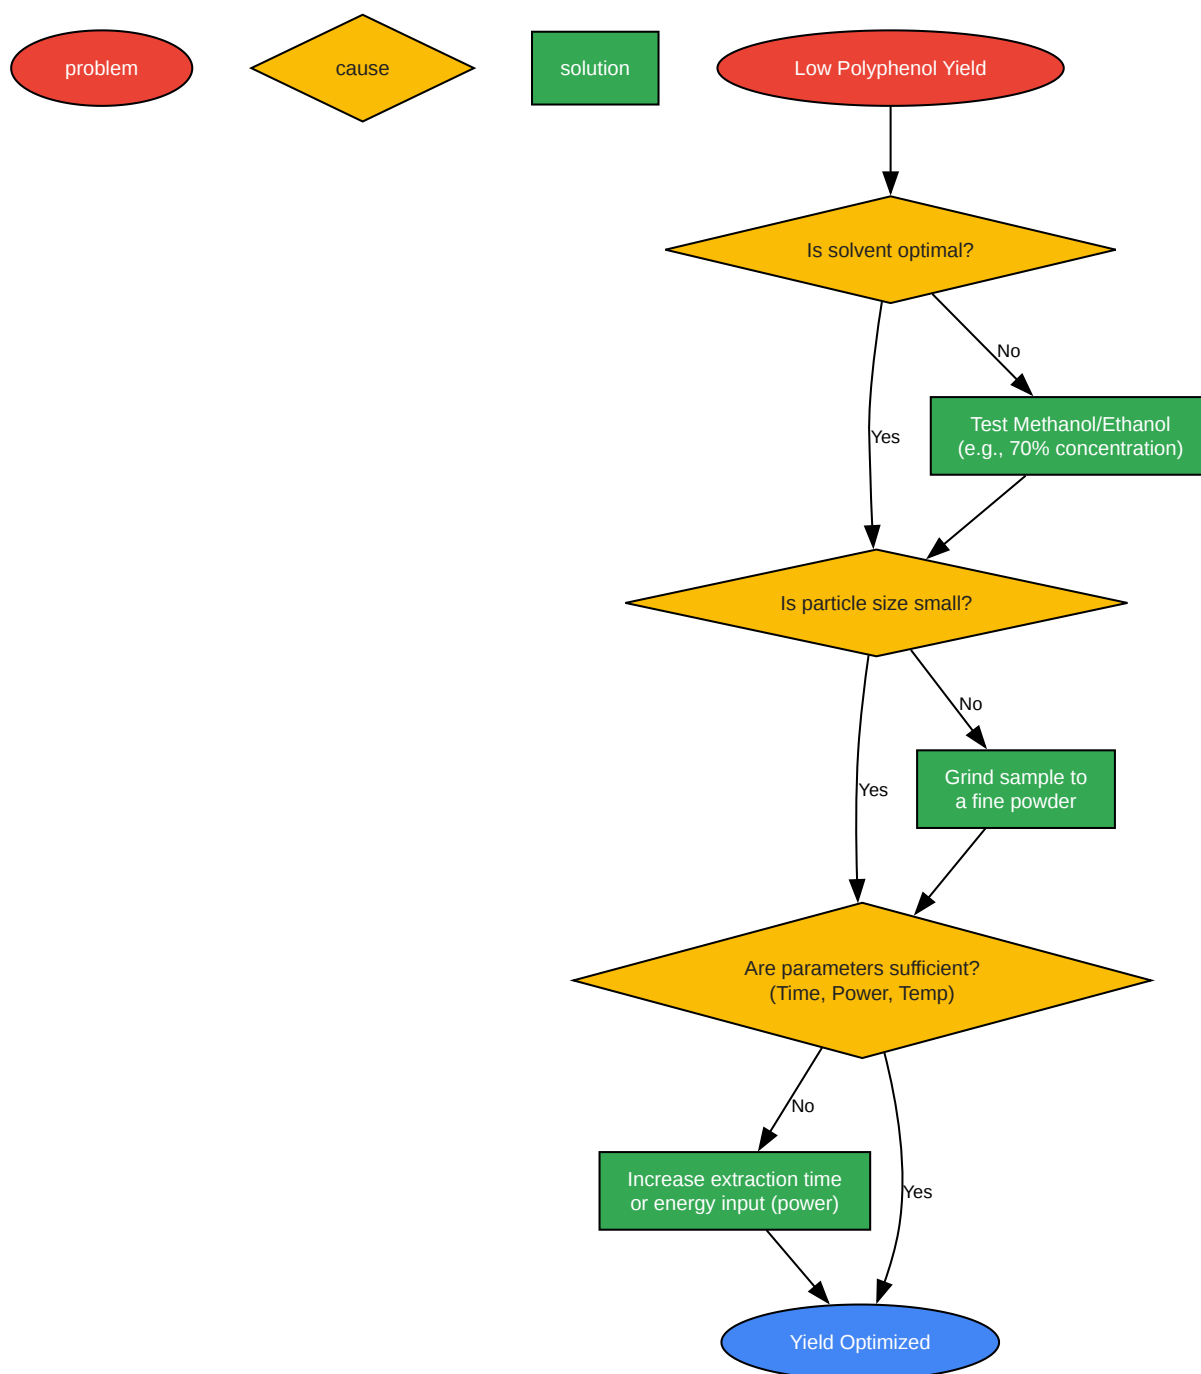 problem
cause
solution
Low Polyphenol Yield
Is solvent optimal?
No
Test Methanol/Ethanol
(e.g., 70% concentration)
Yes
Is particle size small?
No
Grind sample to
a fine powder
Yes
Are parameters sufficient?
(Time, Power, Temp)
No
Increase extraction time
or energy input (power)
Yes
Yield Optimized